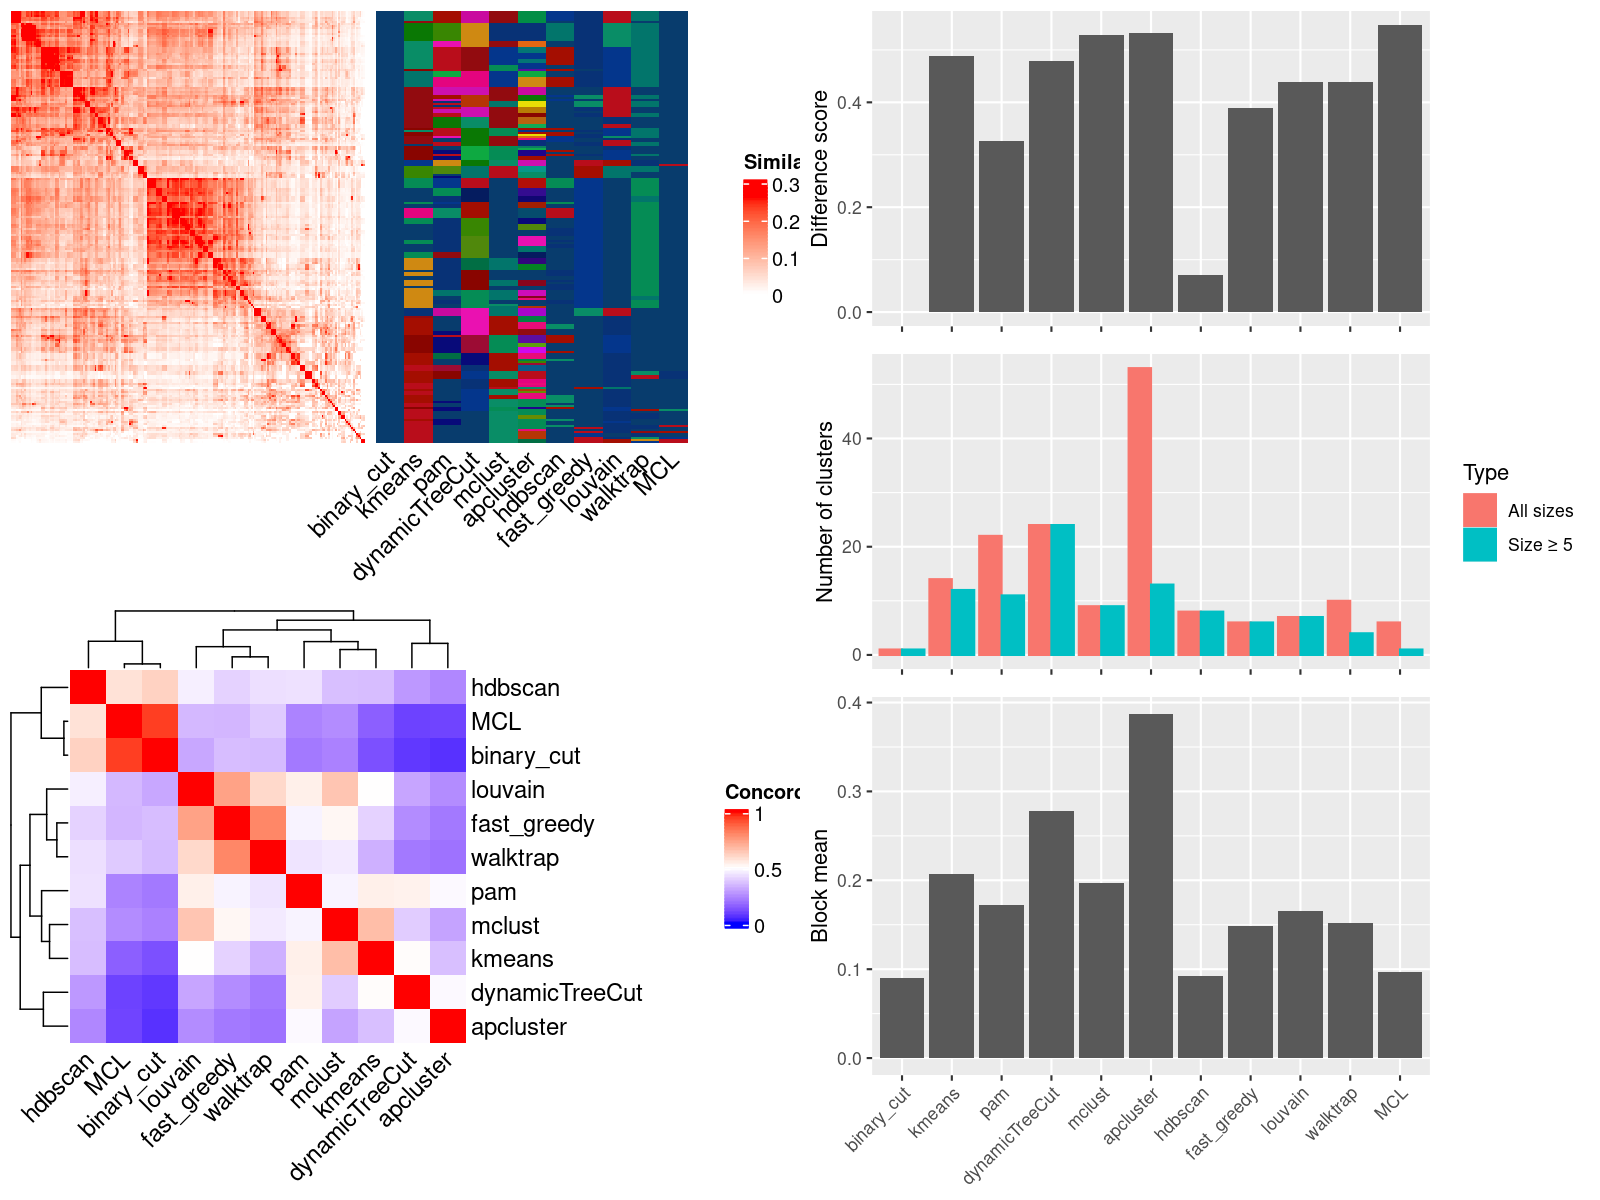 Simila
0.3
0.2
0.1
0
binary_cut
kmeans
pam
dynamicTreeCut
mclust
apcluster
hdbscan
fast_greedy
louvain
walktrap
MCL
hdbscan
MCL
binary_cut
louvain
fast_greedy
walktrap
pam
mclust
kmeans
dynamicTreeCut
apcluster
hdbscan
MCL
binary_cut
louvain
fast_greedy
walktrap
pam
mclust
kmeans
dynamicTreeCut
apcluster
Concord
1
0.5
0
Difference score
0.4
0.2
0.0
Number of clusters
40
20
0
Type
All sizes
Size ≥ 5
Block mean
0.4
0.3
0.2
0.1
0.0
binary_cut
kmeans
pam
dynamicTreeCut
mclust
apcluster
hdbscan
fast_greedy
louvain
walktrap
MCL